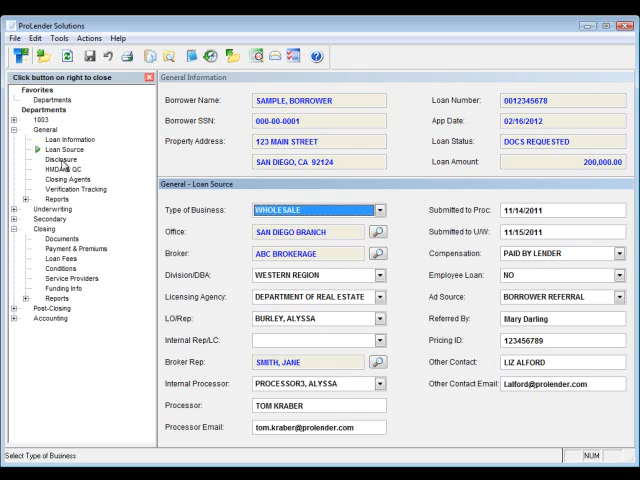 ProLender Solutions
File Edit Tools Actions Help
Click button on right to close
Favorites
Departments
Departments
1003
General
Loan Information
Loan Source
Disclosure
HMDA & QC
Closing Agents
Verification Tracking
Reports
Underwriting
Secondary
Closing
Documents
Payment & Premiums
Loan Fees
Conditions
Service Providers
Funding Info
Reports
Post-Closing
Accounting
General Information
Borrower Name: SAMPLE, BORROWER Loan Number: 0012345678
Borrower SSN: 000-00-0001 App Date: 02/16/2012
Property Address: 123 MAIN STREET Loan Status: DOCS REQUESTED
SAN DIEGO, CA 92124 Loan Amount: 200,000.00
General - Loan Source
Type of Business: WHOLESALE Submitted to Proc: 11/14/2011
Office: SAN DIEGO BRANCH Submitted to U/W: 11/15/2011
Broker: ABC BROKERAGE Compensation: PAID BY LENDER
Division/DBA: WESTERN REGION Employee Loan: NO
Licensing Agency: DEPARTMENT OF REAL ESTATE Ad Source: BORROWER REFERRAL
LO/Rep: BURLEY, ALYSSA Referred By: Mary Darling
Internal Rep/LC: Pricing ID: 123456789
Broker Rep: SMITH, JANE Other Contact: LIZ ALFORD
Internal Processor: PROCESSOR3, ALYSSA Other Contact Email: l.alford@prolender.com
Processor: TOM KRABER
Processor Email: tom.kraber@prolender.com
Select Type of Business NUM